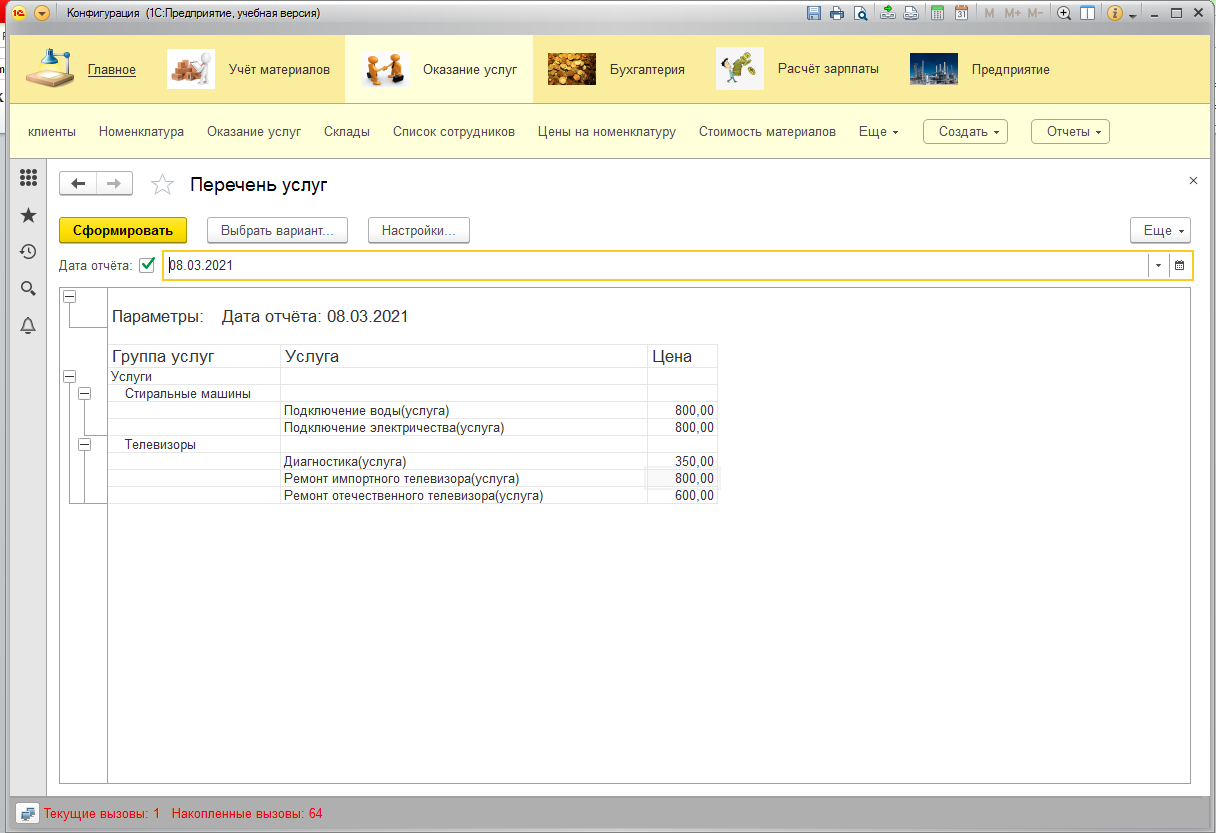 Конфигурация (1С:Предприятие, учебная версия)
M M+ M-
Главное Учёт материалов Оказание услуг Бухгалтерия Расчёт зарплаты Предприятие
клиенты Номенклатура Оказание услуг Склады Список сотрудников Цены на номенклатуру Стоимость материалов Еще Создать Отчеты
Перечень услуг
Сформировать Выбрать вариант... Настройки... Еще
Дата отчёта: 08.03.2021
Параметры: Дата отчёта: 08.03.2021
Группа услуг Услуга Цена
Услуги
Стиральные машины
Подключение воды(услуга) 800,00
Подключение электричества(услуга) 800,00
Телевизоры
Диагностика(услуга) 350,00
Ремонт импортного телевизора(услуга) 800,00
Ремонт отечественного телевизора(услуга) 600,00
Текущие вызовы: 1 Накопленные вызовы: 64